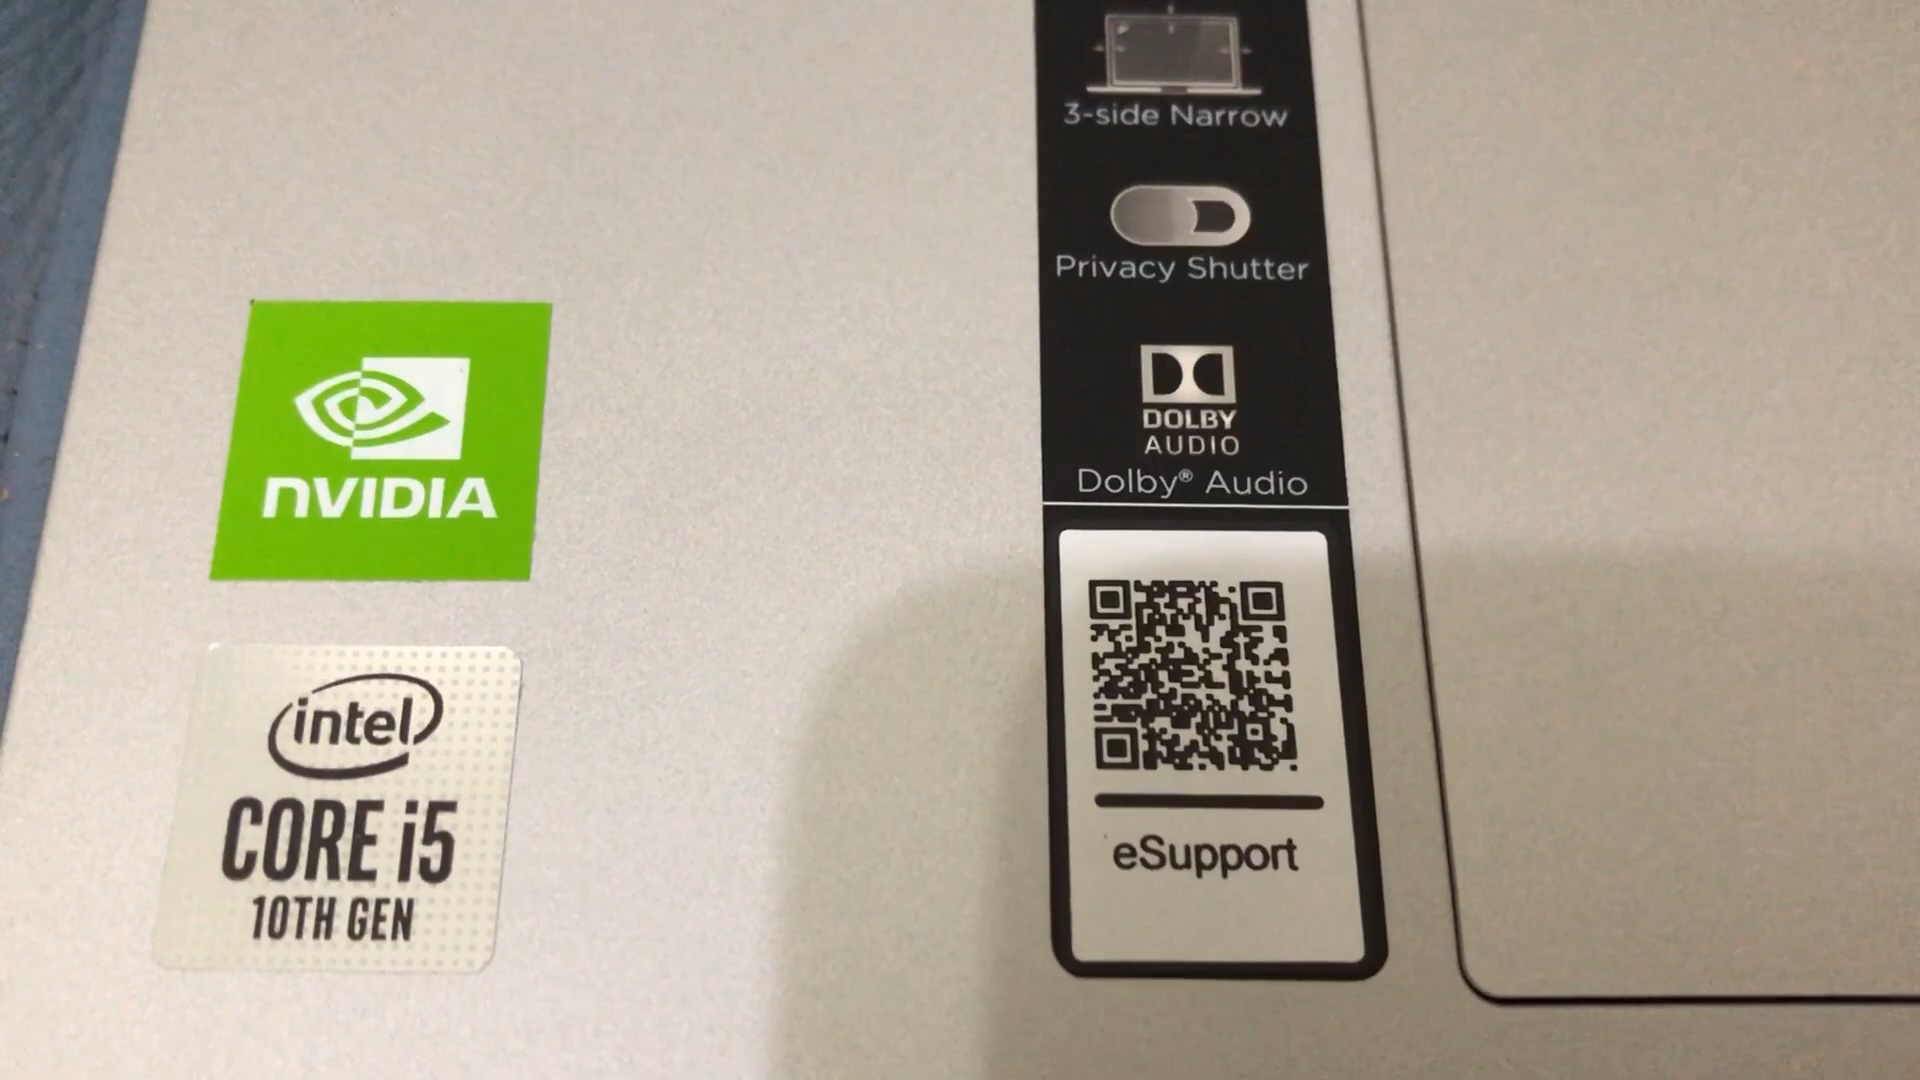 3-side Narrow
Privacy Shutter
DOLBY
AUDIO
Dolby® Audio
eSupport
nVIDIA
intel
CORE i5
10TH GEN